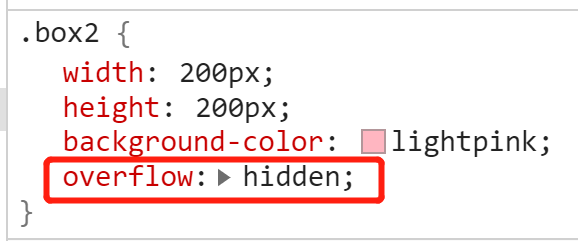 .box2 {
width: 200px;
height: 200px;
background-color: lightpink;
overflow: hidden;
}